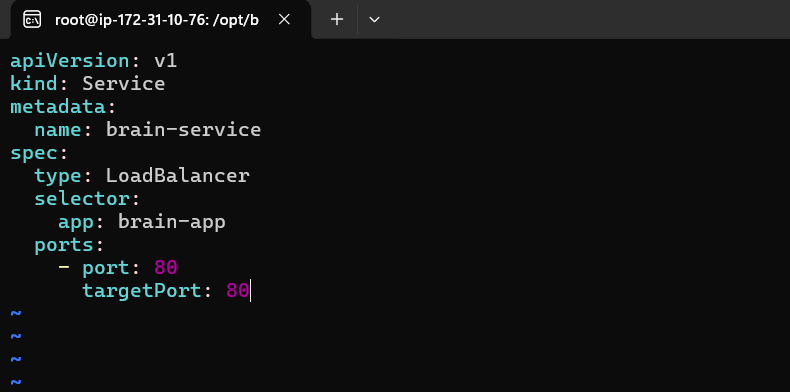 root@ip-172-31-10-76: /opt/b
apiVersion: v1
kind: Service
metadata:
  name: brain-service
spec:
  type: LoadBalancer
  selector:
    app: brain-app
  ports:
    - port: 80
      targetPort: 80
~
~
~
~